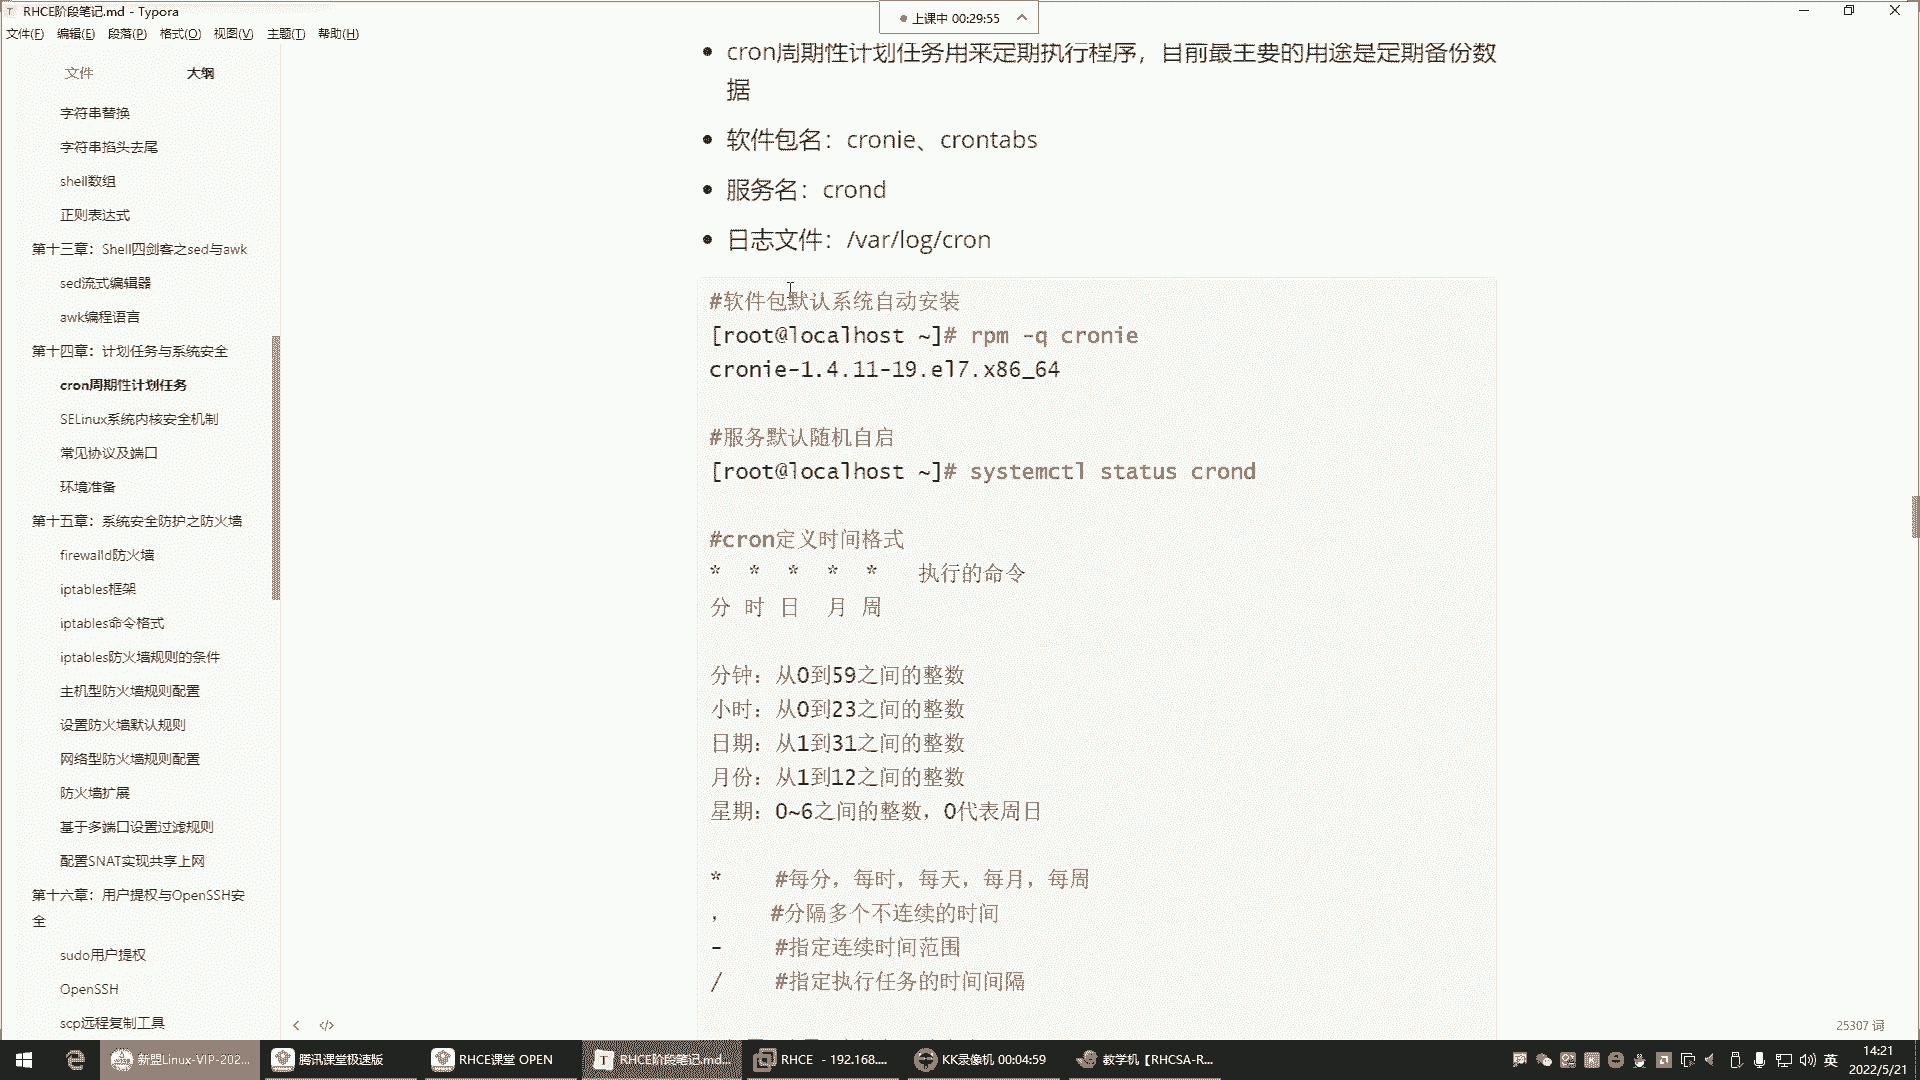 RHCE阶段笔记.md - Typora
上课中 00:29:55
文件(F) 编辑(E) 段落(P) 格式(O) 视图(V) 主题(T) 帮助(H)
文件 大纲
字符串替换
字符串掐头去尾
shell数组
正则表达式
第十三章：Shell四剑客之sed与awk
sed流式编辑器
awk编程语言
第十四章：计划任务与系统安全
cron周期性计划任务
SELinux系统内核安全机制
常见协议及端口
环境准备
第十五章：系统安全防护之防火墙
firewalld防火墙
iptables框架
iptables命令格式
iptables防火墙规则的条件
主机型防火墙规则配置
设置防火墙默认规则
网络型防火墙规则配置
防火墙扩展
基于多端口设置过滤规则
配置SNAT实现共享上网
第十六章：用户提权与OpenSSH安
全
sudo用户提权
OpenSSH
scp远程复制工具
cron周期性计划任务用来定期执行程序，目前最主要的用途是定期备份数
据
软件包名：cronie、crontabs
服务名：crond
日志文件：/var/log/cron
#软件包默认系统自动安装
[root@localhost ~]# rpm -q cronie
cronie-1.4.11-19.el7.x86_64
#服务默认随机自启
[root@localhost ~]# systemctl status crond
#cron定义时间格式
* * * * * 执行的命令
分 时 日 月 周
分钟：从0到59之间的整数
小时：从0到23之间的整数
日期：从1到31之间的整数
月份：从1到12之间的整数
星期：0~6之间的整数，0代表周日
* #每分，每时，每天，每月，每周
， #分隔多个不连续的时间
- #指定连续时间范围
/ #指定执行任务的时间间隔
25307 词
新盟Linux-VIP-202... 腾讯课堂极速版 RHCE课堂 OPEN RHCE阶段笔记.md... RHCE - 192.168.... KK录像机 00:04:59 教学机【RHCSA-R... 英 14:21
2022/5/21